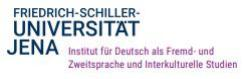 FRIEDRICH-SCHILLER-
UNIVERSITÄT
JENA Institut für Deutsch als Fremd- und
Zweitsprache und Interkulturelle Studien